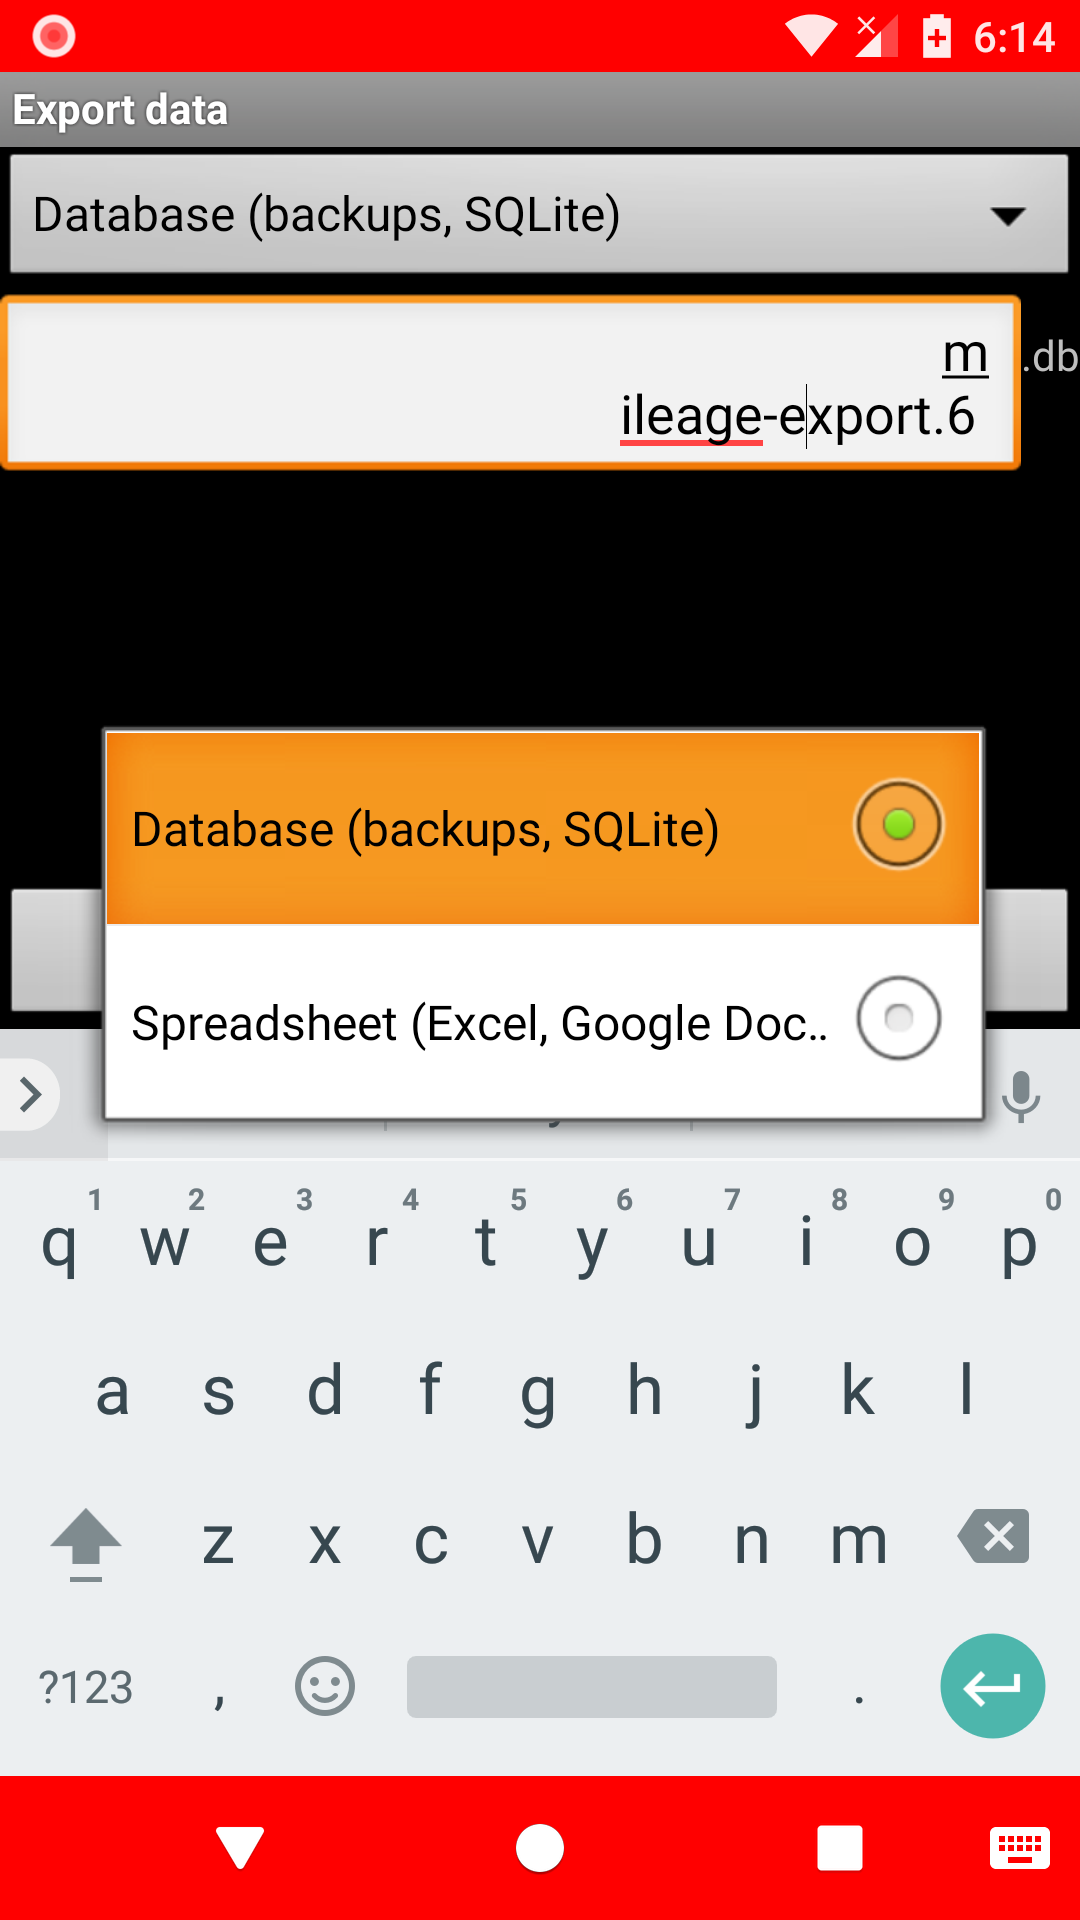 6:14
Export data
Database (backups, SQLite)
m
.db
ileage-export.6
Database (backups, SQLite)
Spreadsheet (Excel, Google Doc..
1 2 3 4 5 6 7 8 9 0
q w e r t y u i o p
a s d f g h j k l
z x c v b n m
?123 , .